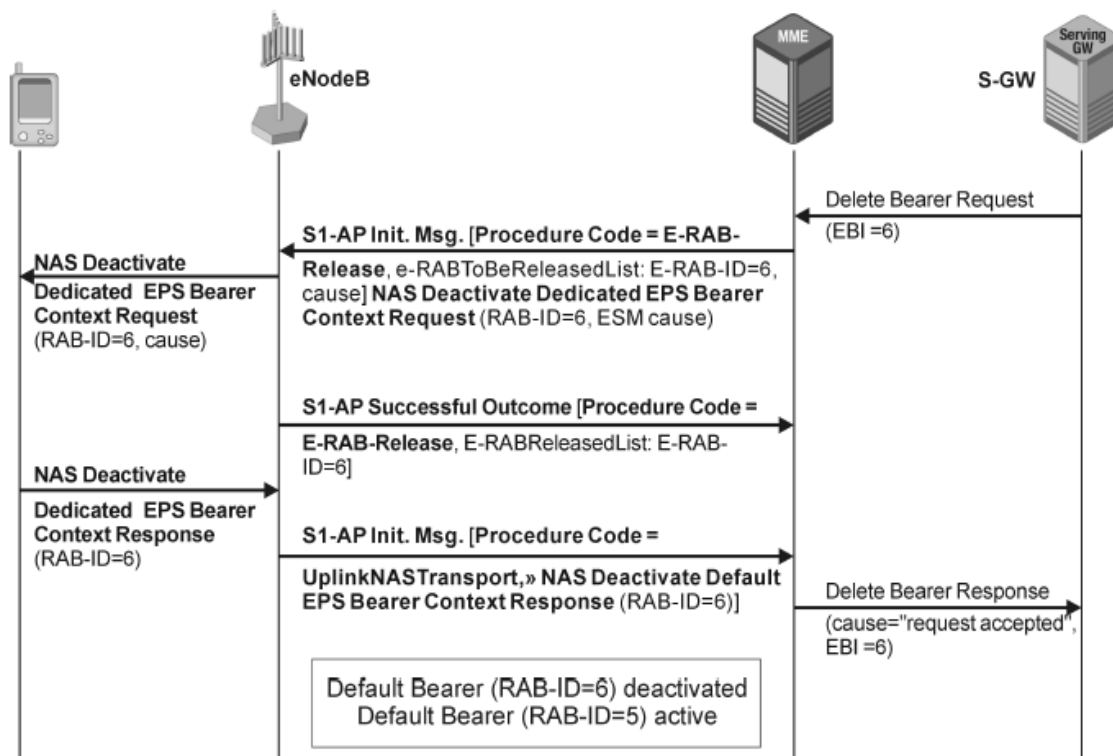 eNodeB
MME
Serving
GW
S-GW
Delete Bearer Request
(EBI =6)
S1-AP Init. Msg. [Procedure Code = E-RAB-
Release, e-RABToBeReleasedList: E-RAB-ID=6,
cause] NAS Deactivate Dedicated EPS Bearer
Context Request (RAB-ID=6, ESM cause)
NAS Deactivate
Dedicated EPS Bearer
Context Request
(RAB-ID=6, cause)
S1-AP Successful Outcome [Procedure Code =
E-RAB-Release, E-RABReleasedList: E-RAB-
ID=6]
NAS Deactivate
Dedicated EPS Bearer
Context Response
(RAB-ID=6)
S1-AP Init. Msg. [Procedure Code =
UplinkNASTransport,» NAS Deactivate Default
EPS Bearer Context Response (RAB-ID=6)]
Delete Bearer Response
(cause="request accepted",
EBI =6)
Default Bearer (RAB-ID=6) deactivated
Default Bearer (RAB-ID=5) active